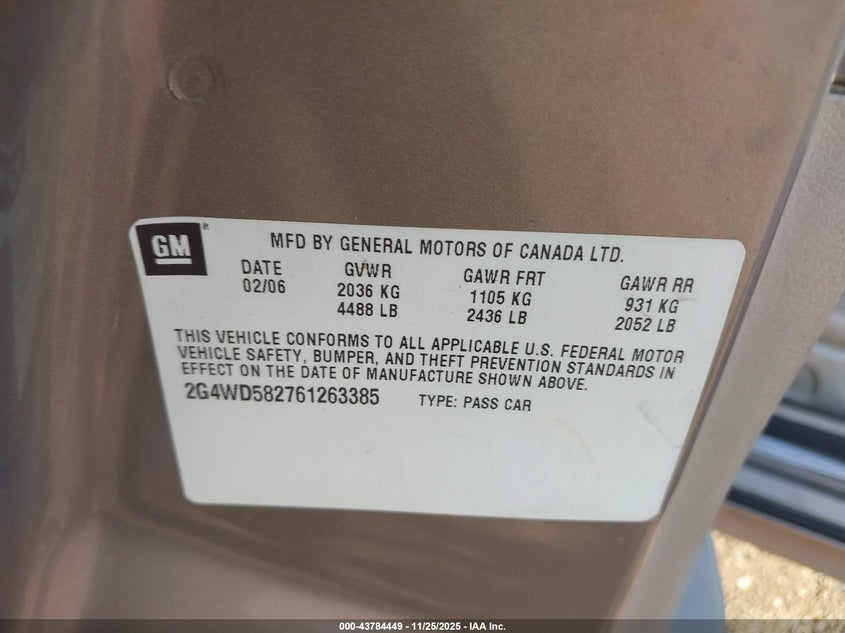 GM®
MFD BY GENERAL MOTORS OF CANADA LTD.
DATE GVWR GAWR FRT GAWR RR
02/06 2036 KG 1105 KG 931 KG
4488 LB 2436 LB 2052 LB
THIS VEHICLE CONFORMS TO ALL APPLICABLE U.S. FEDERAL MOTOR
VEHICLE SAFETY, BUMPER, AND THEFT PREVENTION STANDARDS IN
EFFECT ON THE DATE OF MANUFACTURE SHOWN ABOVE.
2G4WD582761263385 TYPE: PASS CAR
000-43784449 - 11/25/2025 - IAA Inc.